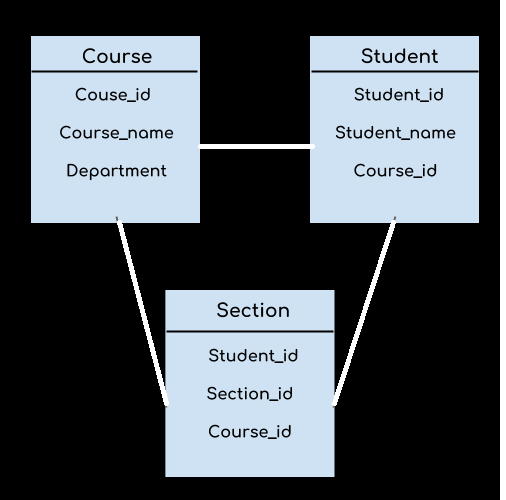 Course
Couse_id
Course_name
Department
Student
Student_id
Student_name
Course_id
Section
Student_id
Section_id
Course_id